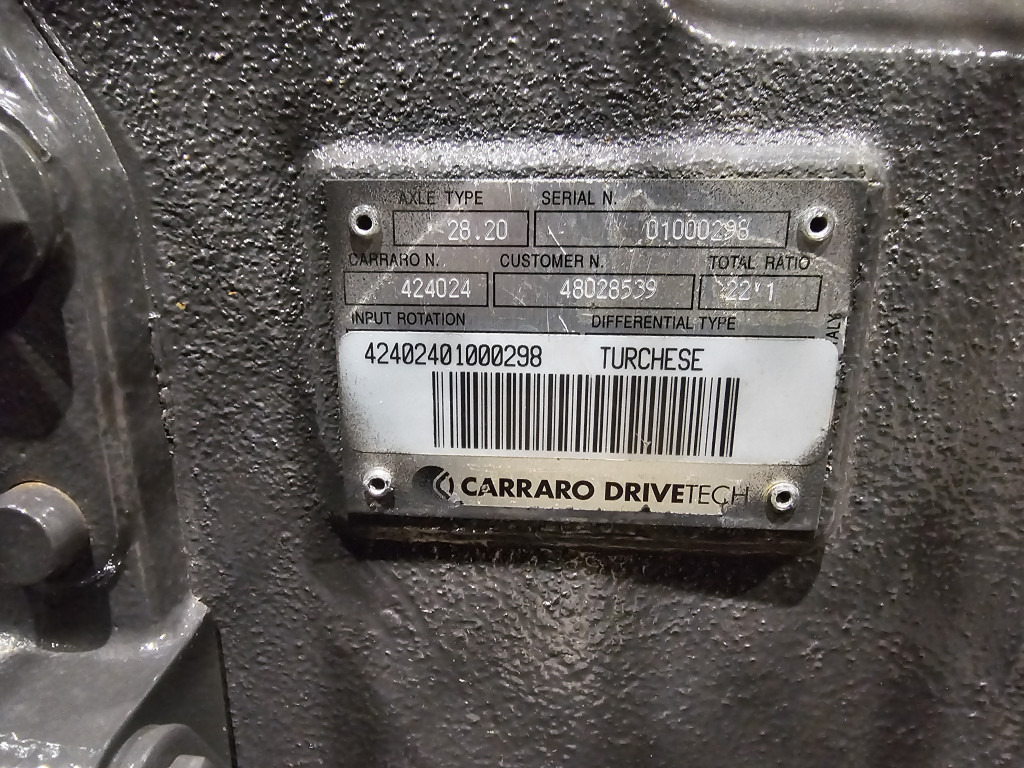 AXLE TYPE SERIAL N.
28.20 01000298
CARRARO N. CUSTOMER N. TOTAL RATIO
424024 48028539 22"1
INPUT ROTATION DIFFERENTIAL TYPE
42402401000298 TURCHESE
CARRARO DRIVETECH